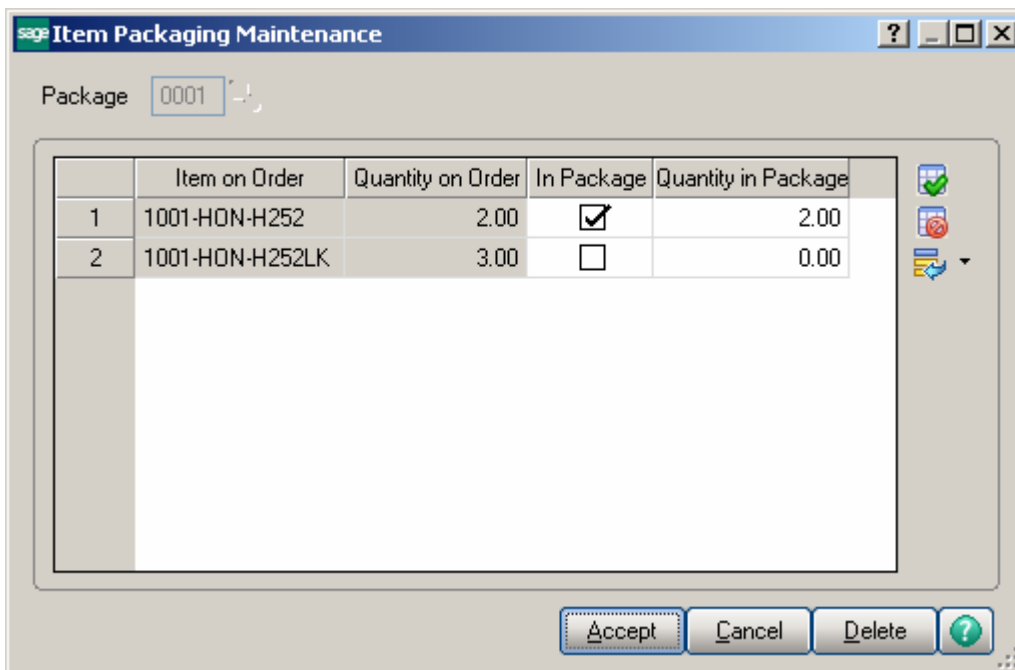 sage Item Packaging Maintenance ?
Package 0001
Item on Order Quantity on Order In Package Quantity in Package
1 1001-HON-H252 2.00 2.00
2 1001-HON-H252LK 3.00 0.00
Accept Cancel Delete ?